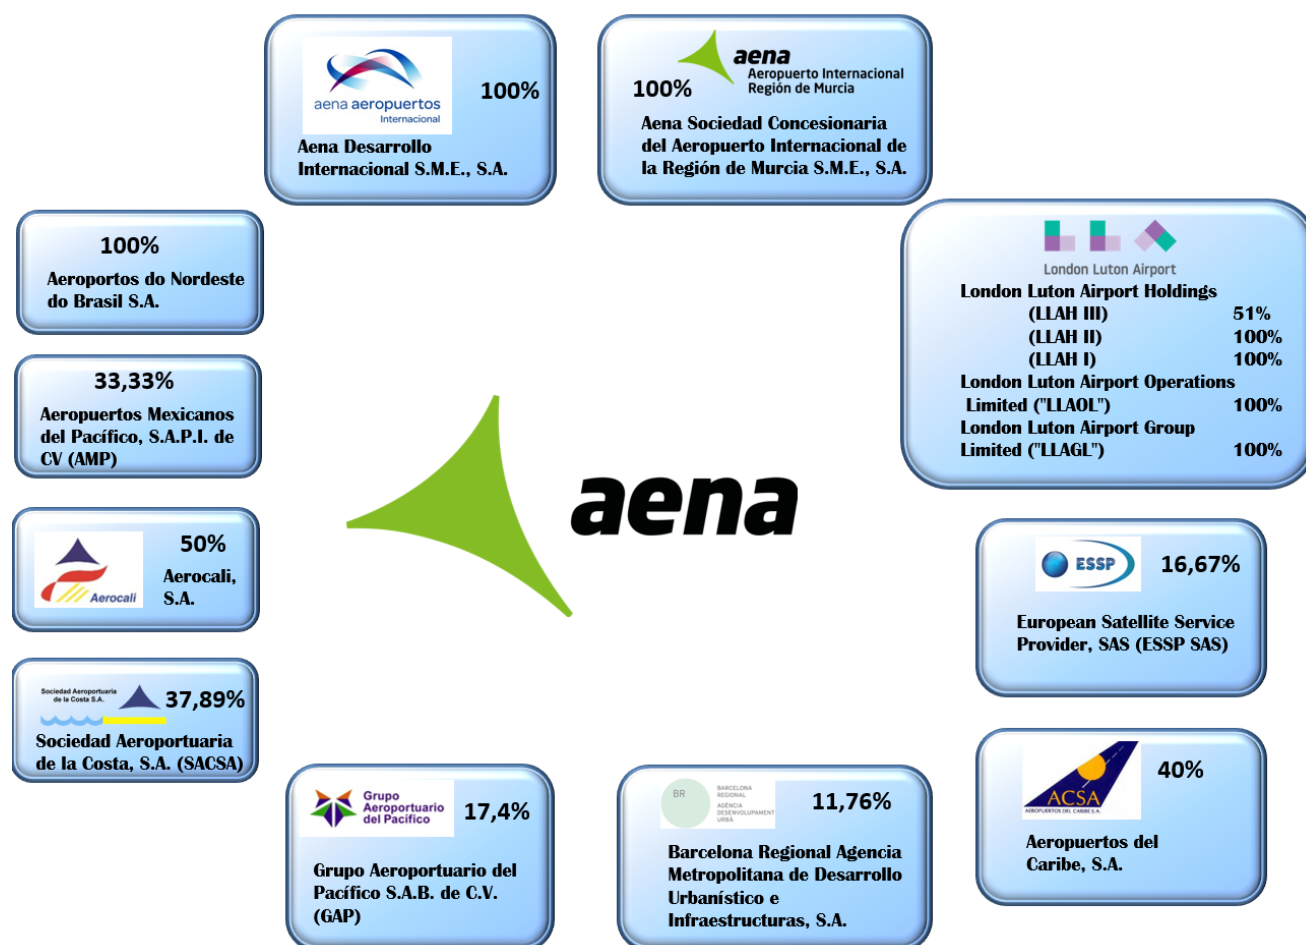 aena aeropuertos
Internacional
100%
Aena Desarrollo
Internacional S.M.E., S.A.
aena
Aeropuerto Internacional
Región de Murcia
100%
Aena Sociedad Concesionaria
del Aeropuerto Internacional de
la Región de Murcia S.M.E., S.A.
100%
Aeroportos do Nordeste
do Brasil S.A.
London Luton Airport
London Luton Airport Holdings
(LLAH III) 51%
(LLAH II) 100%
(LLAH I) 100%
London Luton Airport Operations
Limited ("LLAOL") 100%
London Luton Airport Group
Limited ("LLAGL") 100%
33,33%
Aeropuertos Mexicanos
del Pacífico, S.A.P.I. de
CV (AMP)
aena
Aerocali
50%
Aerocali,
S.A.
ESSP
16,67%
European Satellite Service
Provider, SAS (ESSP SAS)
Sociedad Aeroportuaria
de la Costa S.A.
37,89%
Sociedad Aeroportuaria
de la Costa, S.A. (SACSA)
ACSA
AEROPUERTOS DEL CARIBE S.A.
40%
Aeropuertos del
Caribe, S.A.
Grupo
Aeroportuario
del Pacífico
17,4%
Grupo Aeroportuario del
Pacífico S.A.B. de C.V.
(GAP)
BR
BARCELONA
REGIONAL
AGÈNCIA
DESENVOLUPAMENT
URBÀ
11,76%
Barcelona Regional Agencia
Metropolitana de Desarrollo
Urbanístico e
Infraestructuras, S.A.